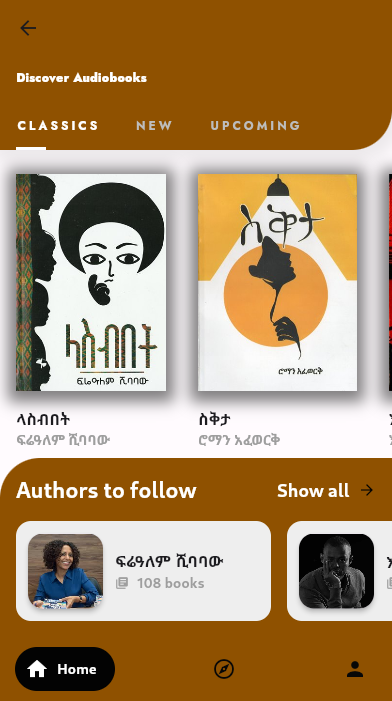 Discover Audiobooks
CLASSICS NEW UPCOMING
ላስብበት
ፍሬዓለም ሺባባው
ስቅታ
ሮማን አፈወርቅ
ላስብበት
ፍሬዓለም ሺባባው
ስቅታ
ሮማን አፈወርቅ
Authors to follow
Show all
ፍሬዓለም ሺባባው
108 books
Home